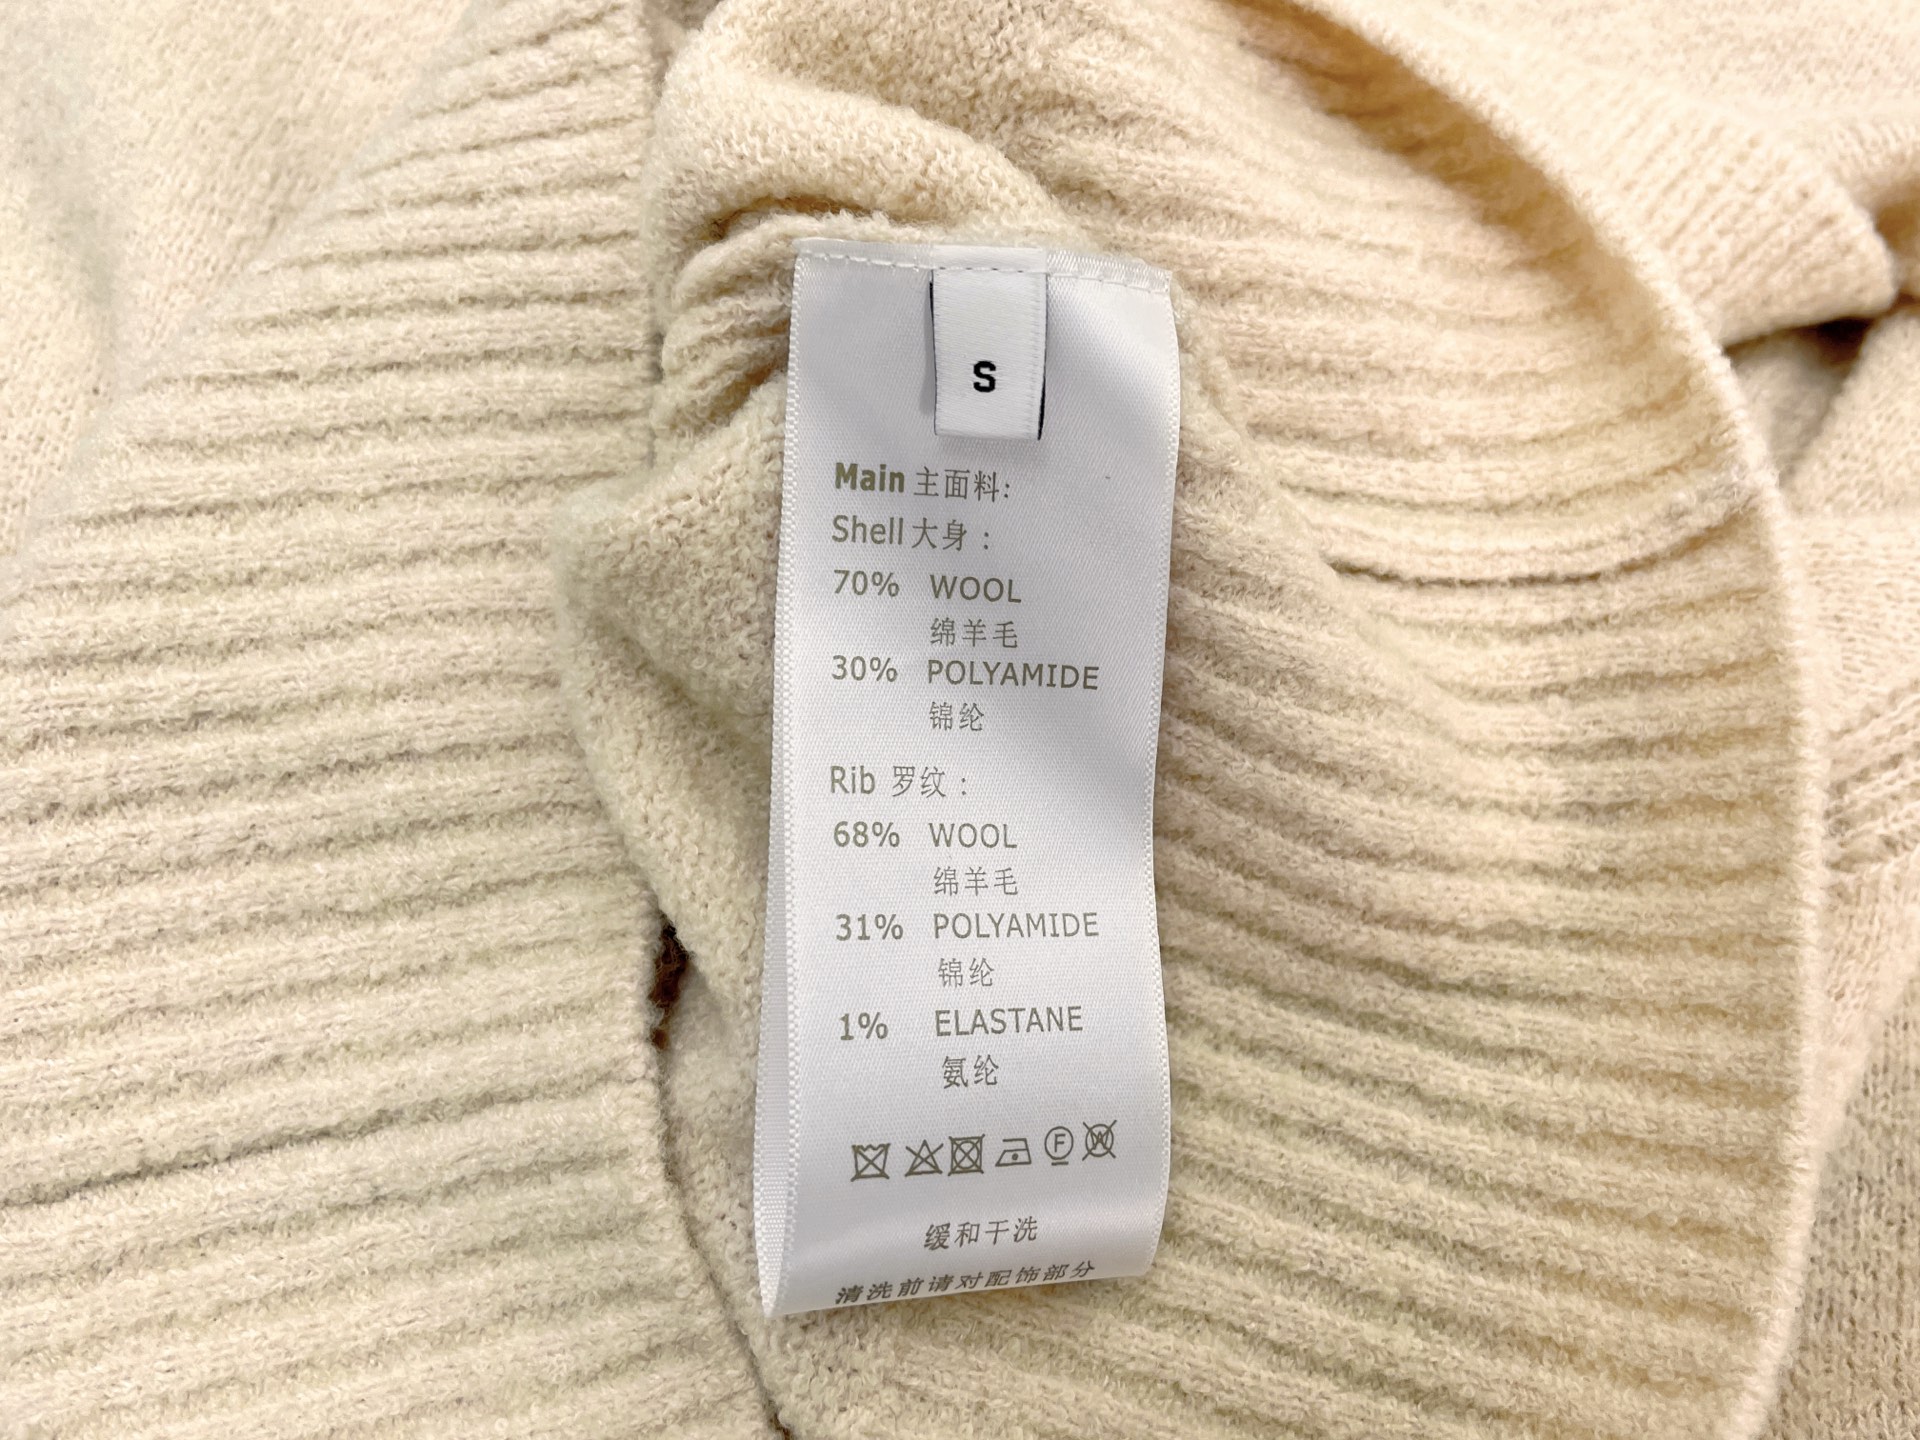 S
Main 主面料:
Shell 大身 :
70% WOOL
绵羊毛
30% POLYAMIDE
锦纶
Rib 罗纹 :
68% WOOL
绵羊毛
31% POLYAMIDE
锦纶
1% ELASTANE
氨纶
F W
缓和干洗
清洗前请对配饰部分